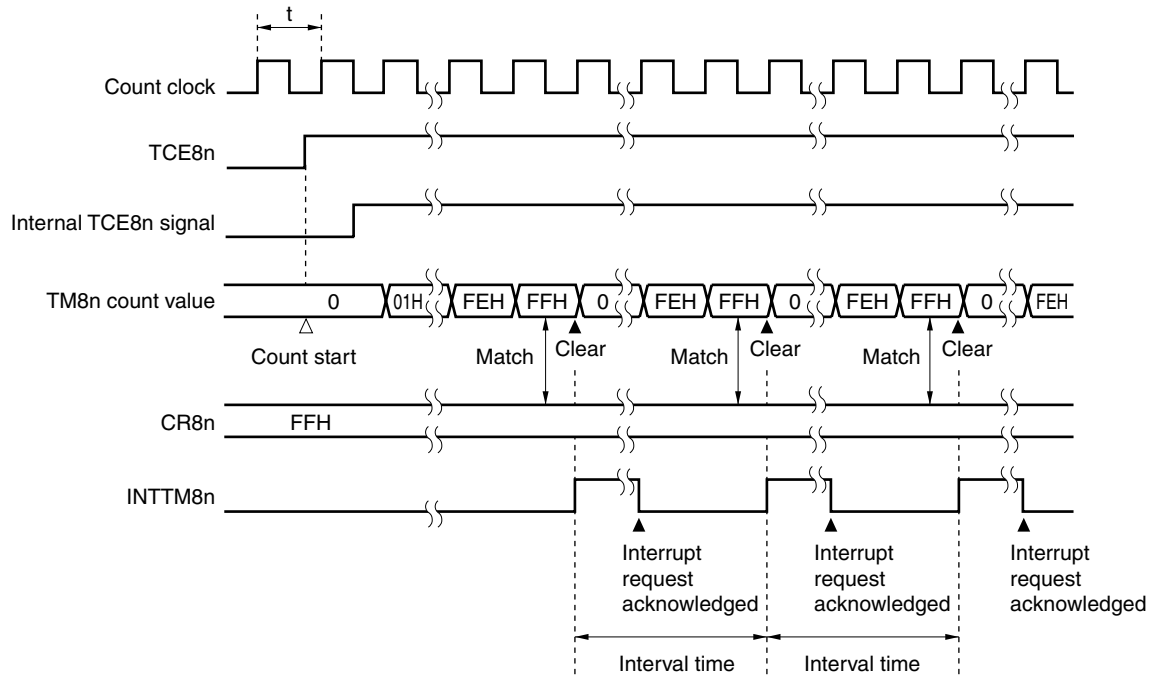 t
Count clock
TCE8n
Internal TCE8n signal
TM8n count value
0
01H
FEH
FFH
0
FEH
FFH
0
FEH
FFH
0
FEH
Count start
Match
Clear
Match
Clear
Match
Clear
CR8n
FFH
INTTM8n
Interrupt
request
acknowledged
Interrupt
request
acknowledged
Interrupt
request
acknowledged
Interval time
Interval time